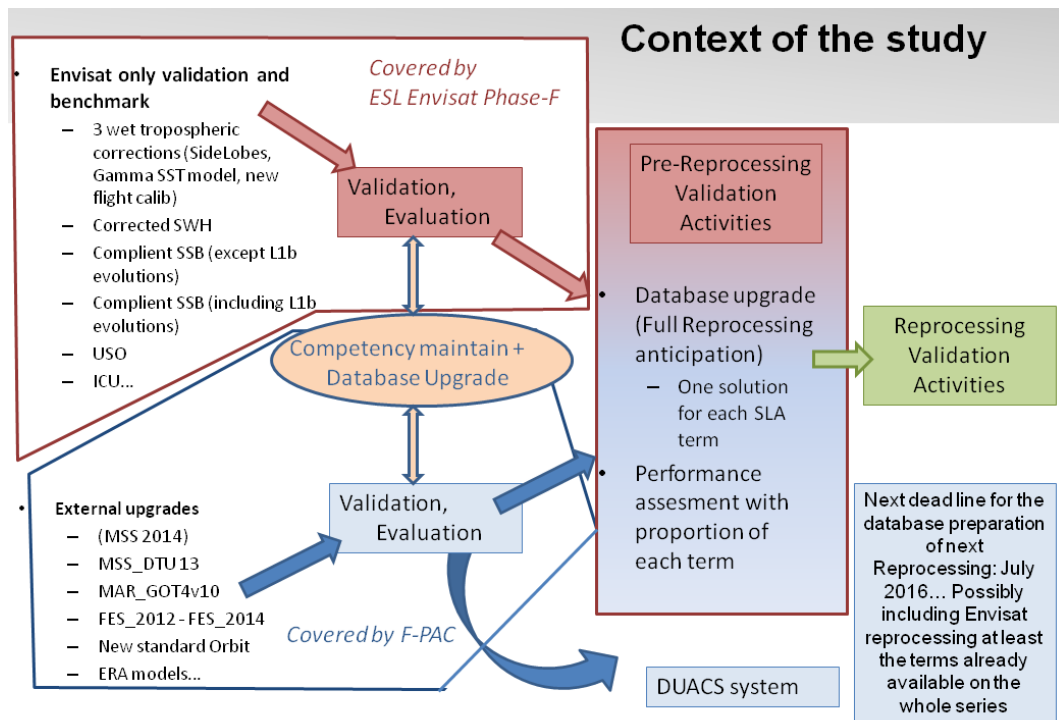 Context of the study
• Envisat only validation and
benchmark
– 3 wet tropospheric
corrections (SideLobes,
Gamma SST model, new
flight calib)
– Corrected SWH
– Complient SSB (except L1b
evolutions)
– Complient SSB (including L1b
evolutions)
– USO
– ICU...
Covered by
ESL Envisat Phase-F
Validation,
Evaluation
Competency maintain +
Database Upgrade
• External upgrades
– (MSS 2014)
– MSS_DTU 13
– MAR_GOT4v10
– FES_2012 - FES_2014
– New standard Orbit
– ERA models...
Validation,
Evaluation
Covered by F-PAC
Pre-Reprocessing
Validation
Activities
• Database upgrade
(Full Reprocessing
anticipation)
– One solution
for each SLA
term
• Performance
assesment with
proportion of
each term
DUACS system
Reprocessing
Validation
Activities
Next dead line for the
database preparation
of next
Reprocessing: July
2016... Possibly
including Envisat
reprocessing at least
the terms already
available on the
whole series